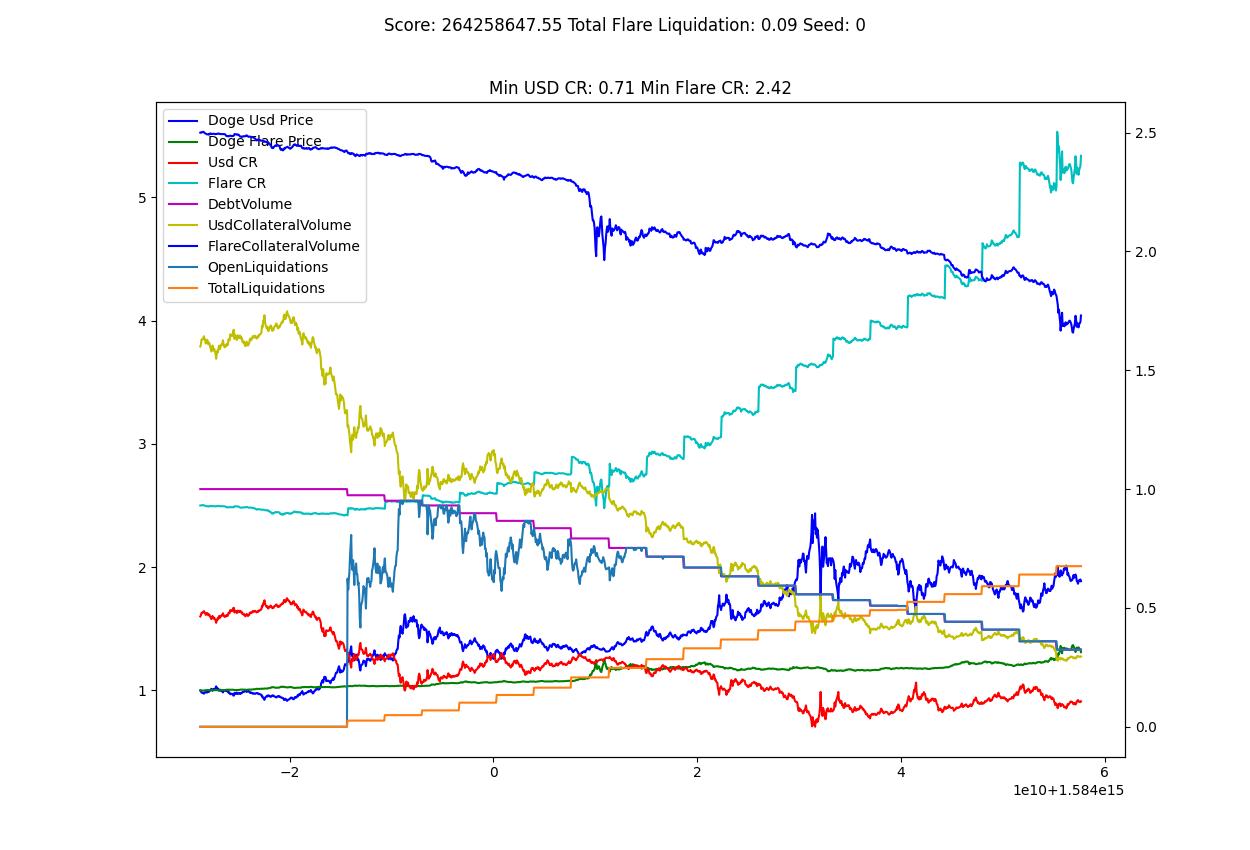 Score: 264258647.55 Total Flare Liquidation: 0.09 Seed: 0
Min USD CR: 0.71 Min Flare CR: 2.42
Doge Usd Price
Doge Flare Price
Usd CR
Flare CR
DebtVolume
UsdCollateralVolume
FlareCollateralVolume
OpenLiquidations
TotalLiquidations
5
4
3
2
1
2.5
2.0
1.5
1.0
0.5
0.0
−2 0 2 4 6
1e10+1.584e15